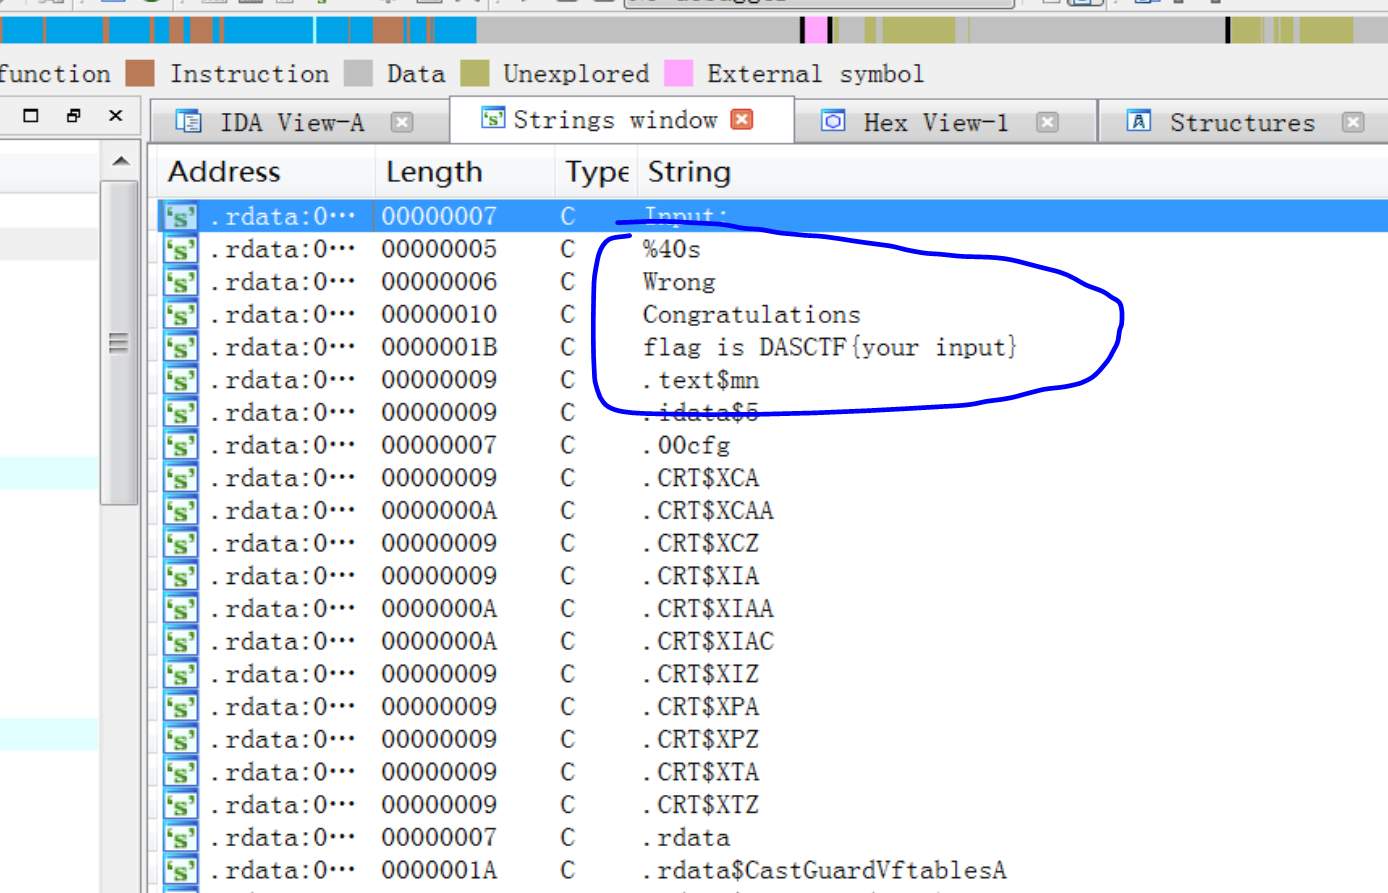 function Instruction Data Unexplored External symbol
IDA View-A Strings window Hex View-1 Structures
Address Length Type String
.rdata:0… 00000007 C Input:
.rdata:0… 00000005 C %40s
.rdata:0… 00000006 C Wrong
.rdata:0… 00000010 C Congratulations
.rdata:0… 0000001B C flag is DASCTF{your input}
.rdata:0… 00000009 C .text$mn
.rdata:0… 00000009 C .idata$5
.rdata:0… 00000007 C .00cfg
.rdata:0… 00000009 C .CRT$XCA
.rdata:0… 0000000A C .CRT$XCAA
.rdata:0… 00000009 C .CRT$XCZ
.rdata:0… 00000009 C .CRT$XIA
.rdata:0… 0000000A C .CRT$XIAA
.rdata:0… 0000000A C .CRT$XIAC
.rdata:0… 00000009 C .CRT$XIZ
.rdata:0… 00000009 C .CRT$XPA
.rdata:0… 00000009 C .CRT$XPZ
.rdata:0… 00000009 C .CRT$XTA
.rdata:0… 00000009 C .CRT$XTZ
.rdata:0… 00000007 C .rdata
.rdata:0… 0000001A C .rdata$CastGuardVftablesA